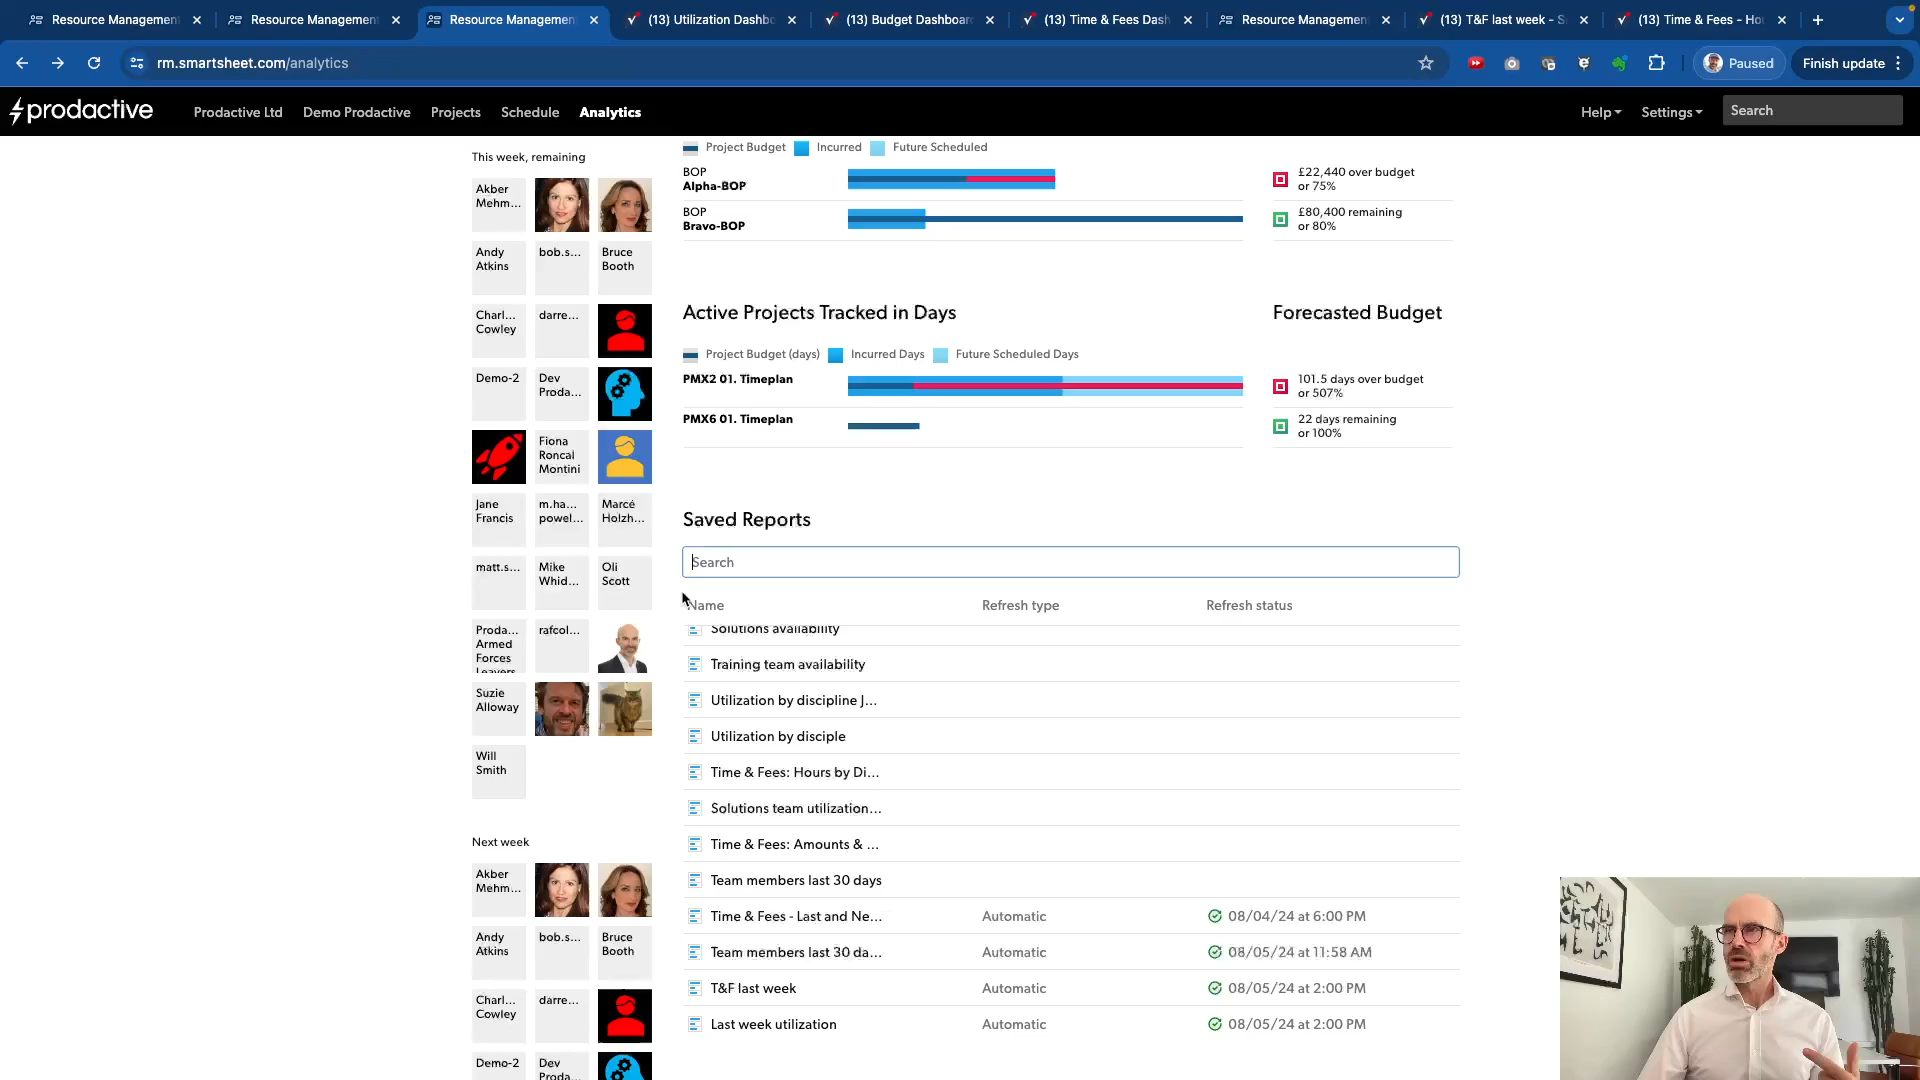 Resource Management
Resource Management
Resource Management
(13) Utilization Dashbo
(13) Budget Dashboard
(13) Time & Fees Dash
Resource Management
(13) T&F last week - S
(13) Time & Fees - Ho
rm.smartsheet.com/analytics
Paused
Finish update
prodactive
Prodactive Ltd
Demo Prodactive
Projects
Schedule
Analytics
Help
Settings
Search
This week, remaining
Akber
Mehm...
Andy
Atkins
bob.s...
Bruce
Booth
Charl...
Cowley
darre...
Demo-2
Dev
Proda...
Fiona
Roncal
Montini
Jane
Francis
m.ha...
powel...
Marcé
Holzh...
matt.s...
Mike
Whid...
Oli
Scott
Proda...
Armed
Forces
Leavers
rafcol...
Suzie
Alloway
Will
Smith
Next week
Akber
Mehm...
Andy
Atkins
bob.s...
Bruce
Booth
Charl...
Cowley
darre...
Demo-2
Dev
Proda...
Project Budget
Incurred
Future Scheduled
BOP
Alpha-BOP
£22,440 over budget
or 75%
BOP
Bravo-BOP
£80,400 remaining
or 80%
Active Projects Tracked in Days
Forecasted Budget
Project Budget (days)
Incurred Days
Future Scheduled Days
PMX2 01. Timeplan
101.5 days over budget
or 507%
PMX6 01. Timeplan
22 days remaining
or 100%
Saved Reports
Search
Name
Refresh type
Refresh status
Solutions availability
Training team availability
Utilization by discipline J...
Utilization by disciple
Time & Fees: Hours by Di...
Solutions team utilization...
Time & Fees: Amounts & ...
Team members last 30 days
Time & Fees - Last and Ne...
Automatic
08/04/24 at 6:00 PM
Team members last 30 da...
Automatic
08/05/24 at 11:58 AM
T&F last week
Automatic
08/05/24 at 2:00 PM
Last week utilization
Automatic
08/05/24 at 2:00 PM